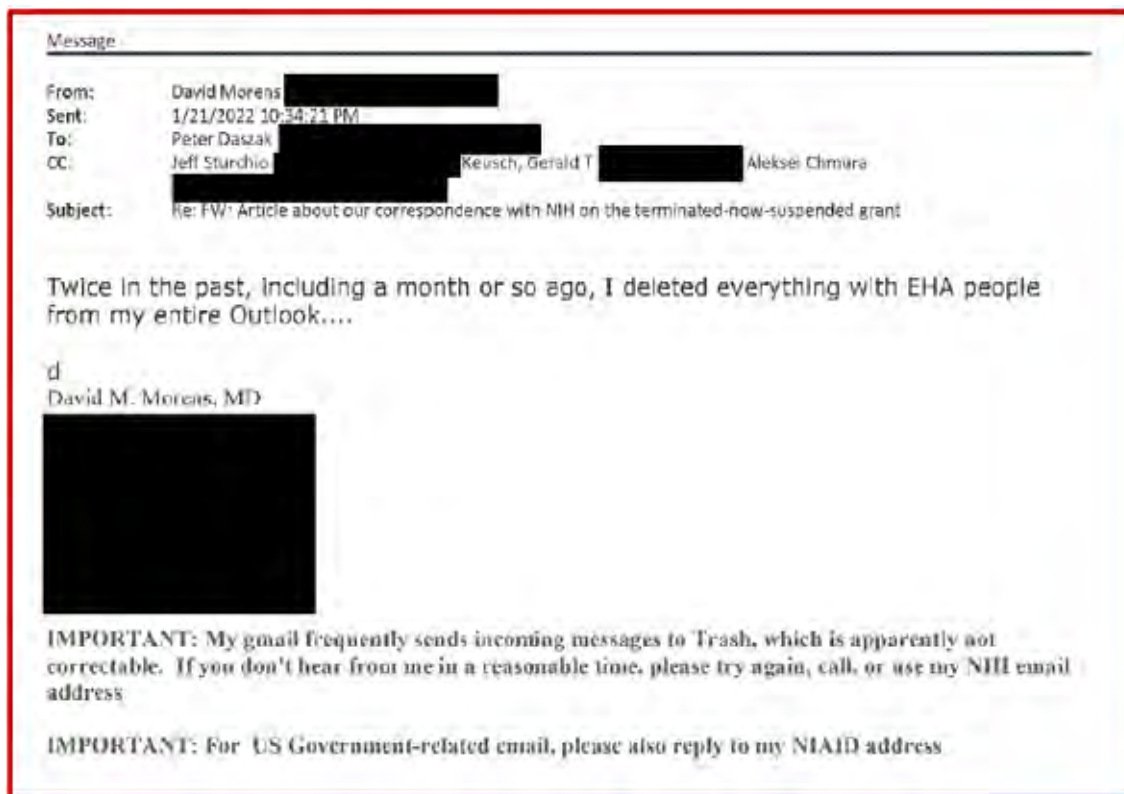 Message
From: David Morens
Sent: 1/21/2022 10:34:21 PM
To: Peter Daszak
CC: Jeff Sturchio Keusch, Gerald T Aleksei Chmura
Subject: Re: FW: Article about our correspondence with NIH on the terminated-now-suspended grant
Twice in the past, including a month or so ago, I deleted everything with EHA people
from my entire Outlook....
d
David M. Morens, MD
IMPORTANT: My gmail frequently sends incoming messages to Trash, which is apparently not
correctable. If you don't hear from me in a reasonable time, please try again, call, or use my NIH email
address
IMPORTANT: For US Government-related email, please also reply to my NIAID address